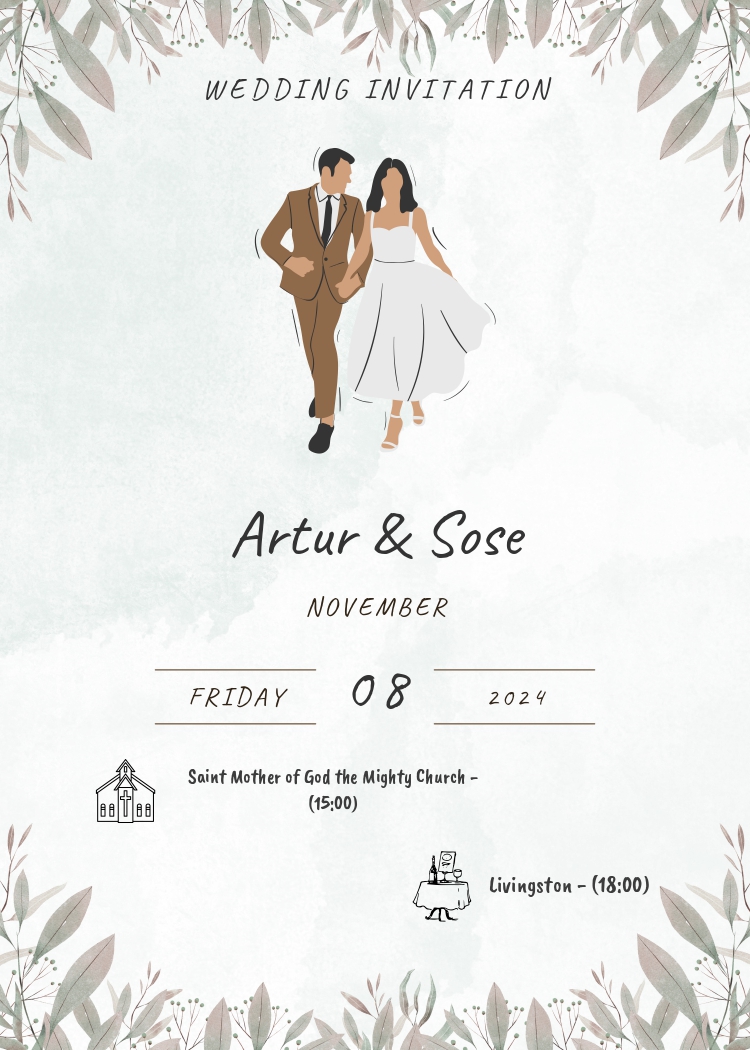 WEDDING INVITATION
Artur & Sose
NOVEMBER
FRIDAY 08 2024
Saint Mother of God the Mighty Church -
(15:00)
Livingston - (18:00)